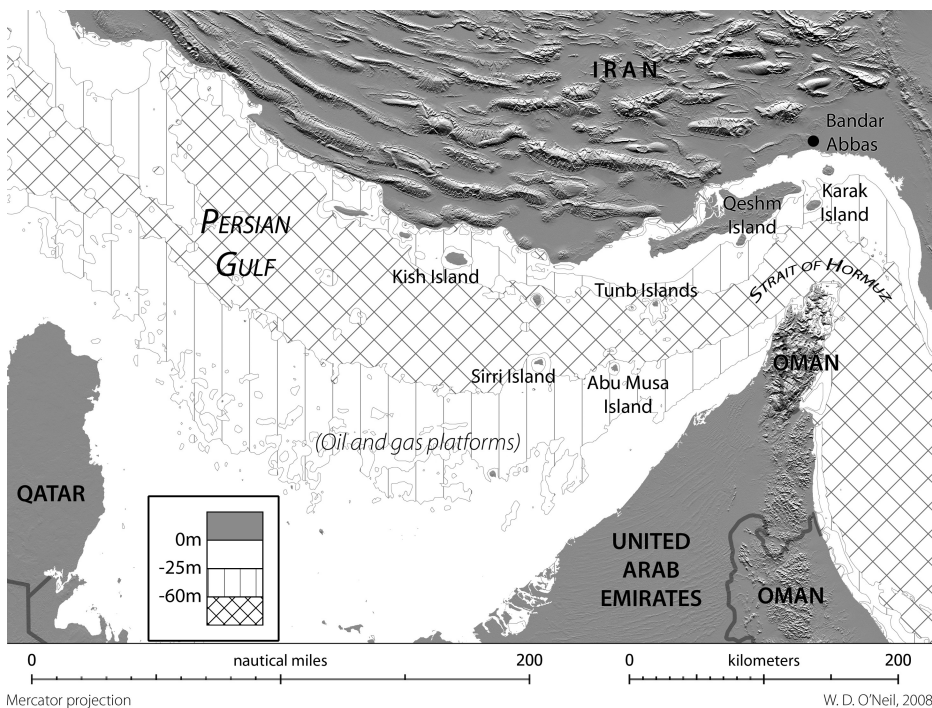 IRAN
Bandar
Abbas
PERSIAN
GULF
Qeshm
Island
Karak
Island
Kish Island
Tunb Islands
STRAIT OF HORMUZ
OMAN
Sirri Island
Abu Musa
Island
(Oil and gas platforms)
QATAR
0m
-25m
-60m
UNITED
ARAB
EMIRATES
OMAN
0 nautical miles 200
0 kilometers 200
Mercator projection
W. D. O'Neil, 2008